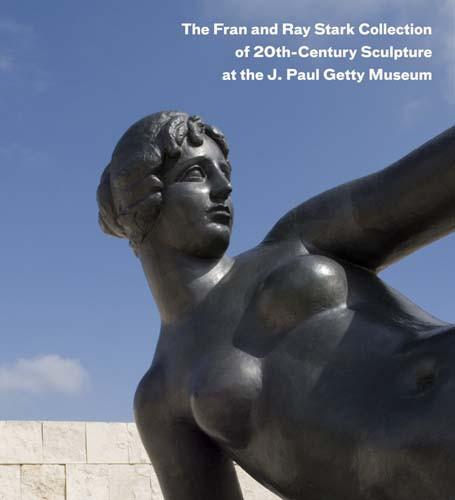 The Fran and Ray Stark Collection
of 20th-Century Sculpture
at the J. Paul Getty Museum